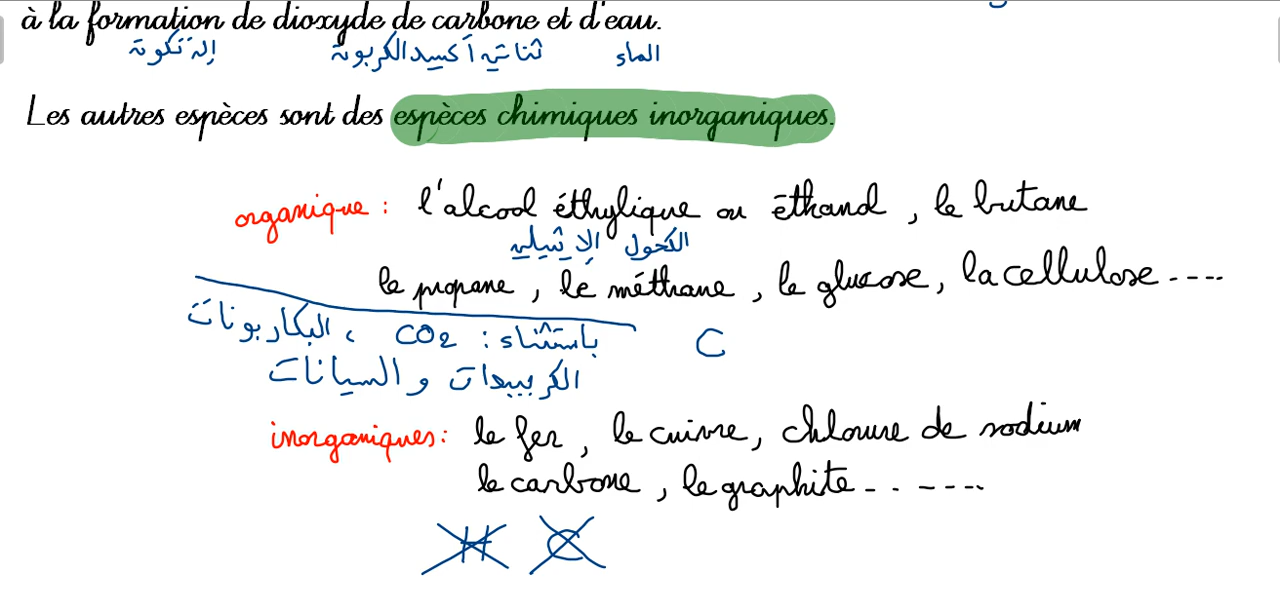 à la formation de dioxyde de carbone et d'eau.
الماء ثنائي أكسيد الكربون
Les autres espèces sont des espèces chimiques inorganiques.
organique : l'alcool éthylique ou éthanol , le butane
الكحول الإيثيلي
le propane , le méthane , le glucose , la cellulose ----
باستثناء : CO2 ، البكاربونات C
الكربيدات والسيانات
inorganiques : le fer , le cuivre , chlorure de sodium
le carbone , le graphite - . - - - ..
H C